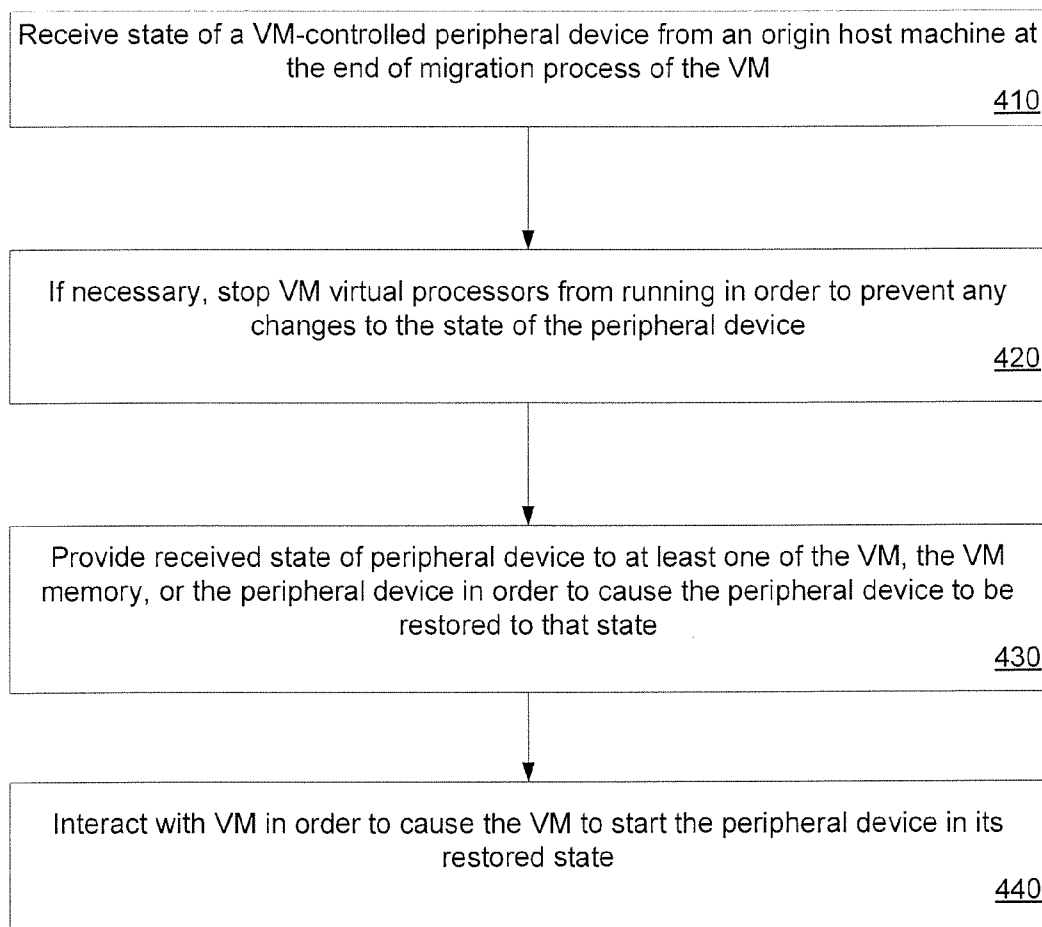 Receive state of a VM-controlled peripheral device from an origin host machine at
the end of migration process of the VM
410
If necessary, stop VM virtual processors from running in order to prevent any
changes to the state of the peripheral device
420
Provide received state of peripheral device to at least one of the VM, the VM
memory, or the peripheral device in order to cause the peripheral device to be
restored to that state
430
Interact with VM in order to cause the VM to start the peripheral device in its
restored state
440